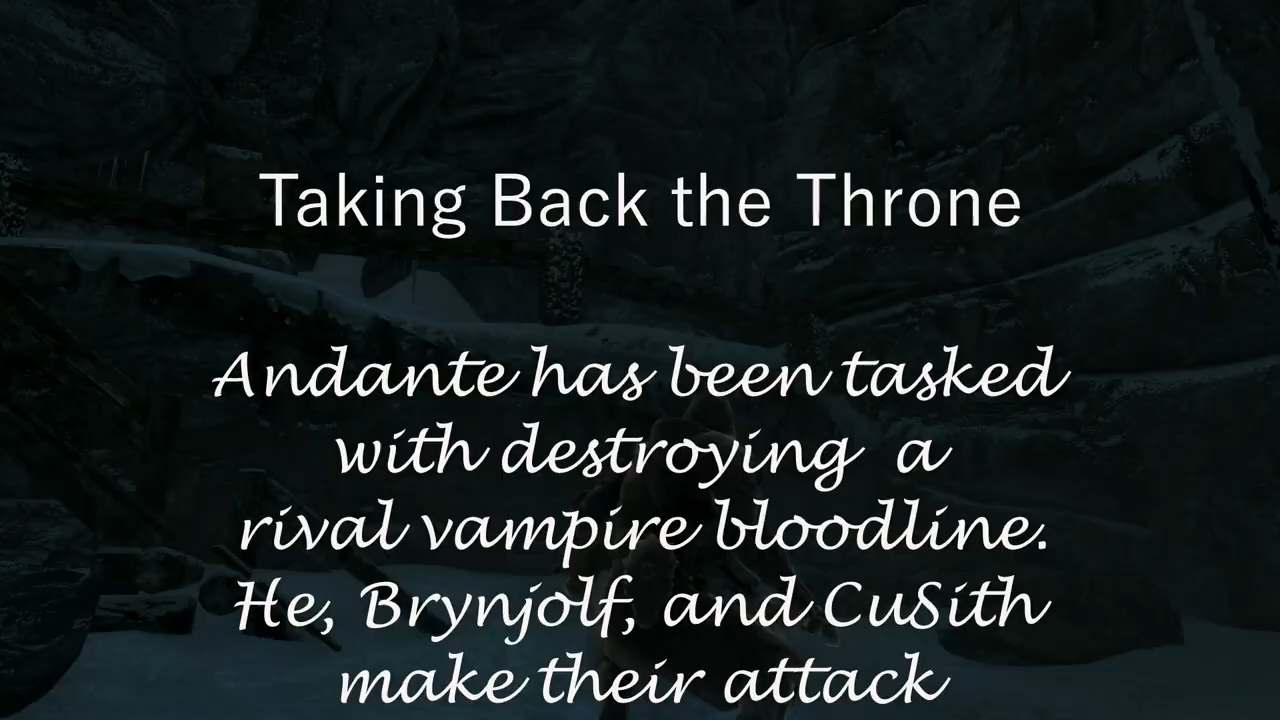 Taking Back the Throne
Andante has been tasked
with destroying a
rival vampire bloodline.
He, Brynjolf, and CuSith
make their attack